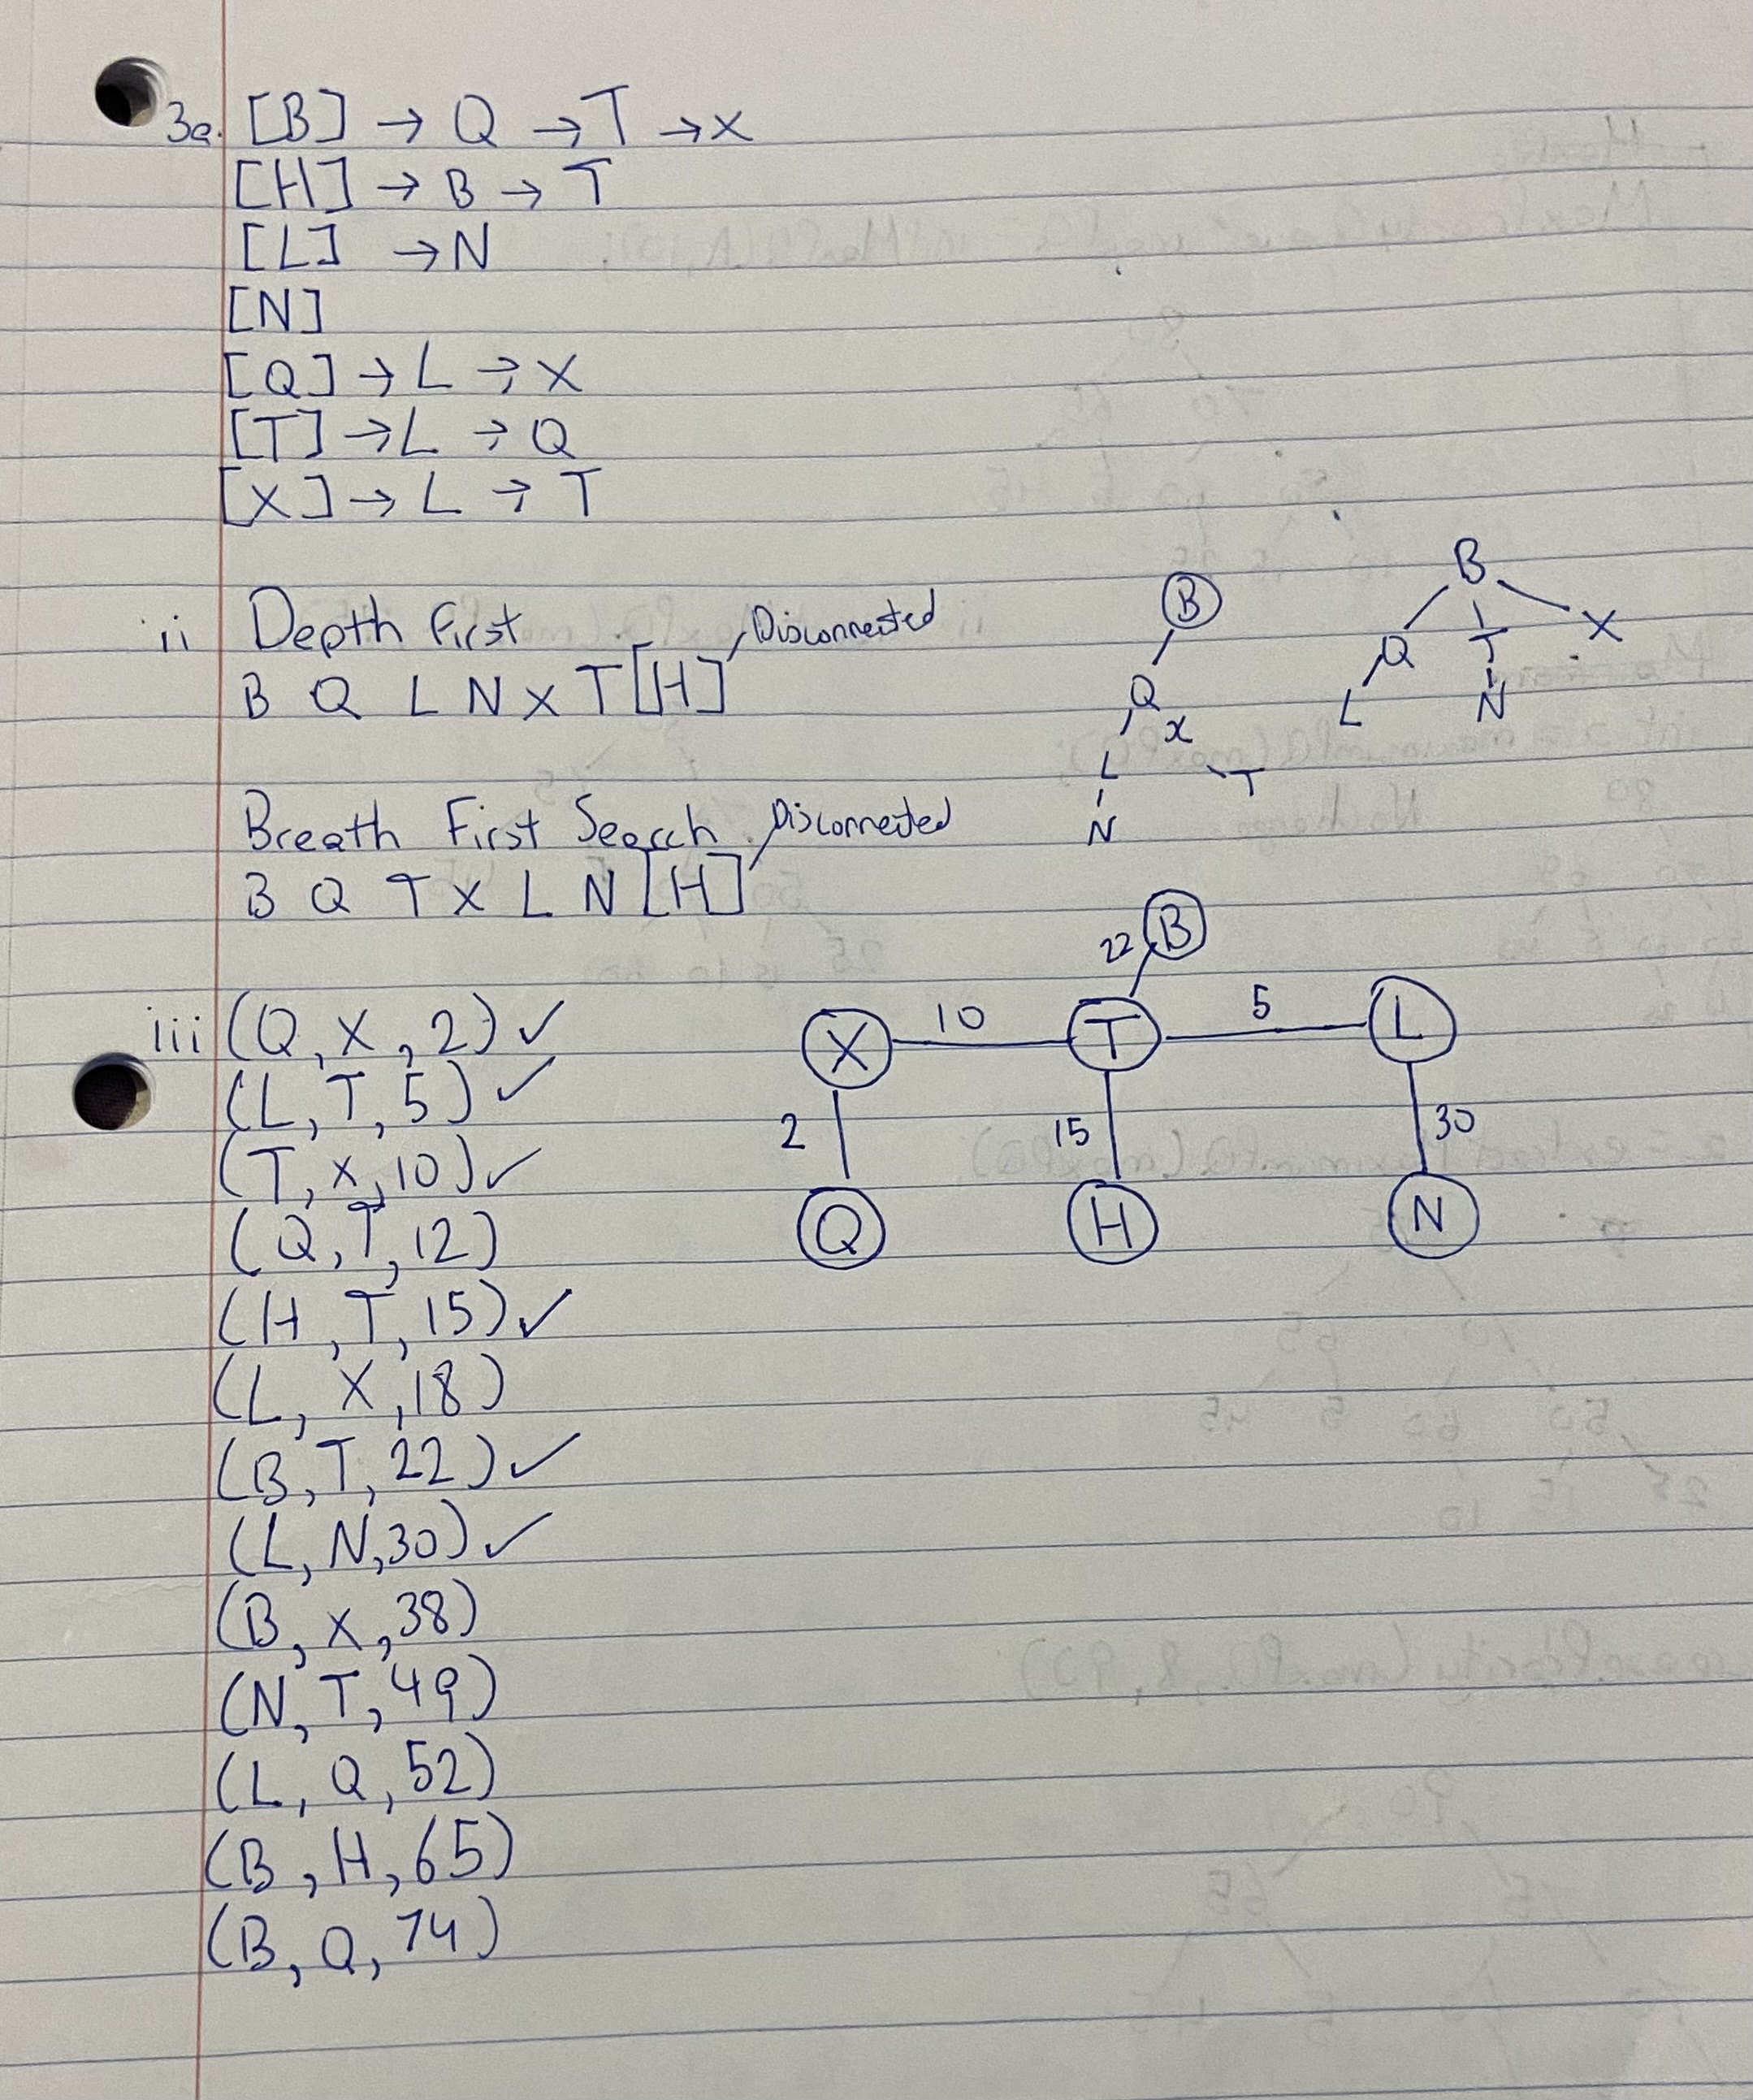 3a. [B] → Q → T → X
[H] → B → T
[L] → N
[N]
[Q] → L → X
[T] → L → Q
[X] → L → T
ii Depth First
Disconnected
B Q L N X T [H]
B
Q
X
L
T
N
B
Q T X
L N
Breath First Search
Disconnected
B Q T X L N [H]
iii (Q, X, 2) ✓
(L, T, 5) ✓
(T, X, 10) ✓
(Q, T, 12)
(H, T, 15) ✓
(L, X, 18)
(B, T, 22) ✓
(L, N, 30) ✓
(B, X, 38)
(N, T, 49)
(L, Q, 52)
(B, H, 65)
(B, Q, 74)
22 B
X 10 T 5 L
2 15 30
Q H N